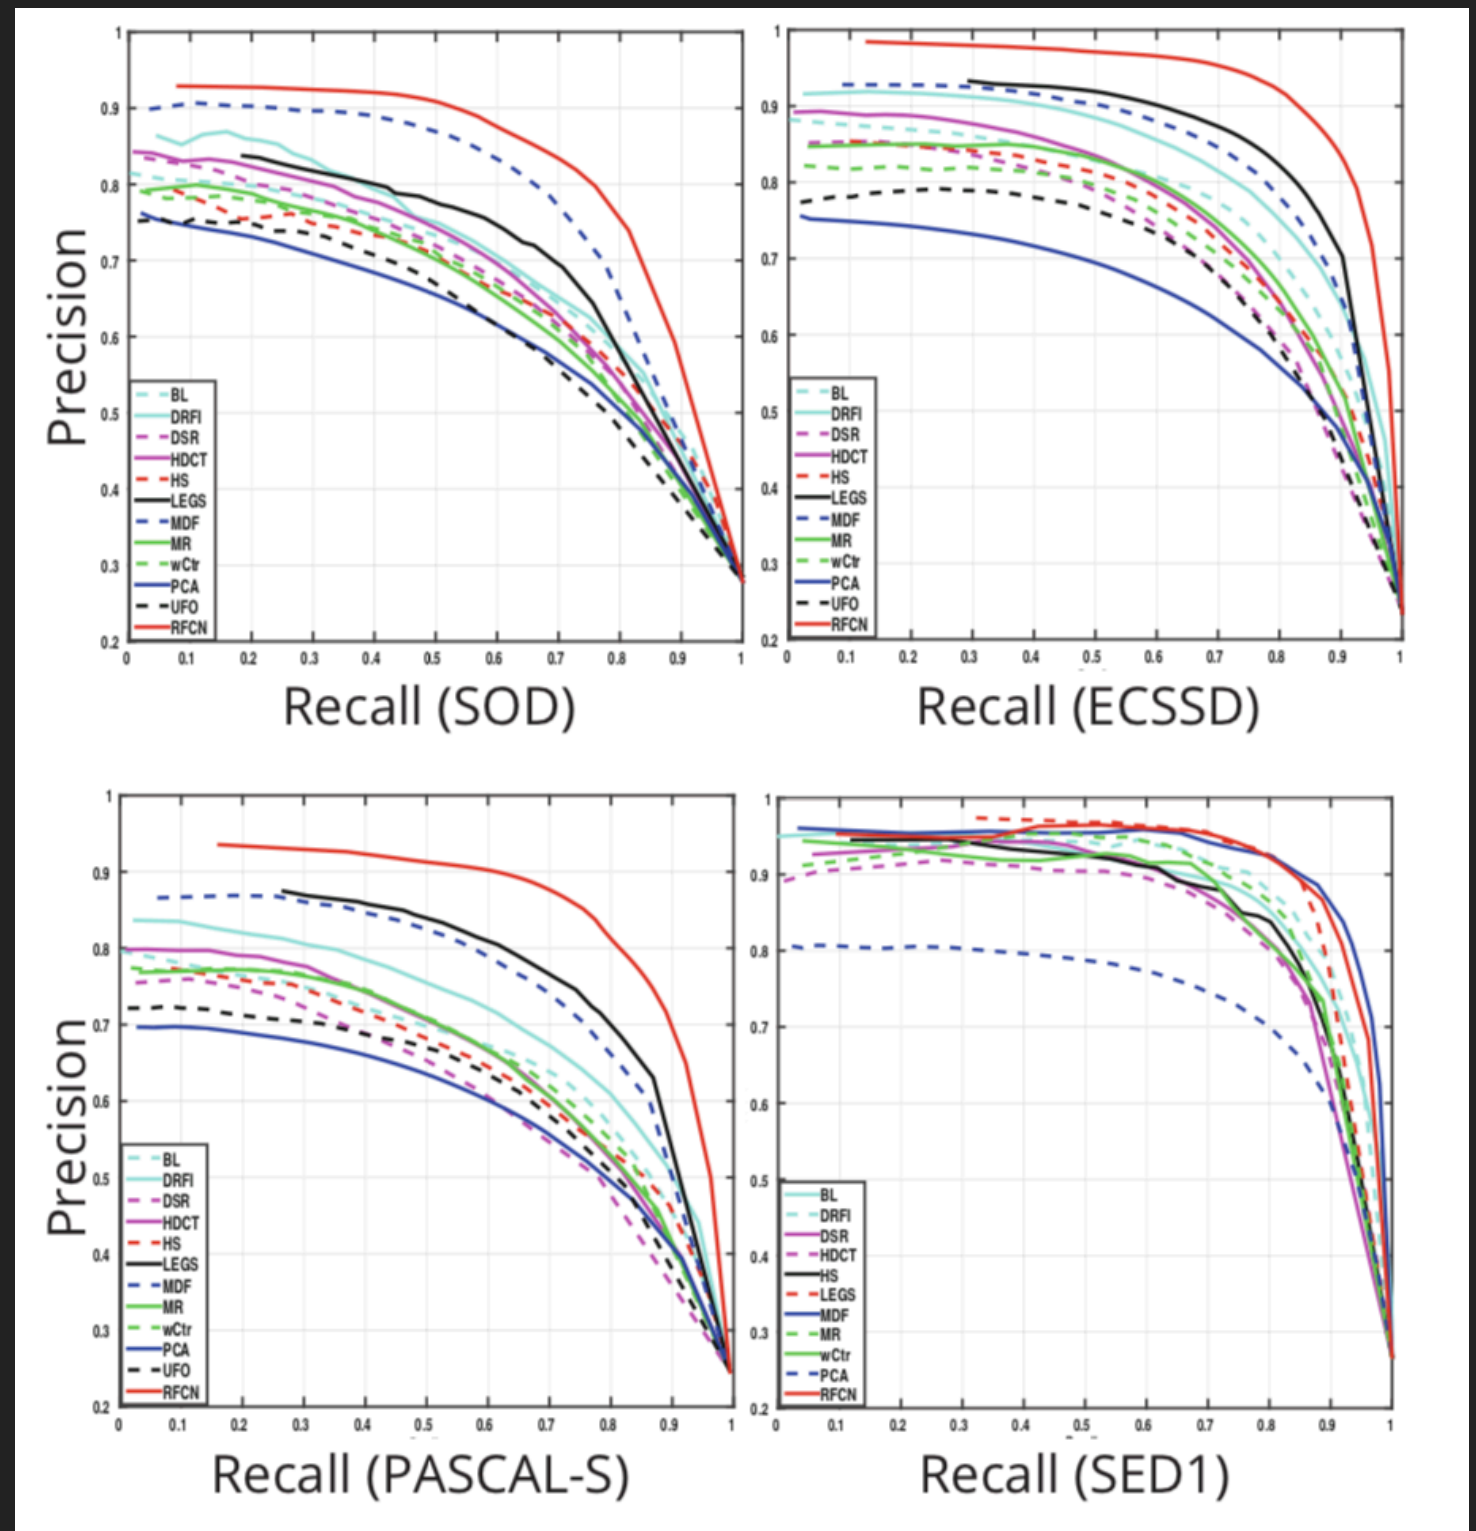 1
0.9
0.8
0.7
0.6
0.5
0.4
0.3
0.2
Precision
BL
DRFI
DSR
HDCT
HS
LEGS
MDF
MR
wCtr
PCA
UFO
RFCN
0 0.1 0.2 0.3 0.4 0.5 0.6 0.7 0.8 0.9 1
Recall (SOD)
1
0.9
0.8
0.7
0.6
0.5
0.4
0.3
0.2
BL
DRFI
DSR
HDCT
HS
LEGS
MDF
MR
wCtr
PCA
UFO
RFCN
0 0.1 0.2 0.3 0.4 0.5 0.6 0.7 0.8 0.9 1
Recall (ECSSD)
1
0.9
0.8
0.7
0.6
0.5
0.4
0.3
0.2
Precision
BL
DRFI
DSR
HDCT
HS
LEGS
MDF
MR
wCtr
PCA
UFO
RFCN
0 0.1 0.2 0.3 0.4 0.5 0.6 0.7 0.8 0.9 1
Recall (PASCAL-S)
1
0.9
0.8
0.7
0.6
0.5
0.4
0.3
0.2
BL
DRFI
DSR
HDCT
HS
LEGS
MDF
MR
wCtr
PCA
RFCN
0 0.1 0.2 0.3 0.4 0.5 0.6 0.7 0.8 0.9 1
Recall (SED1)